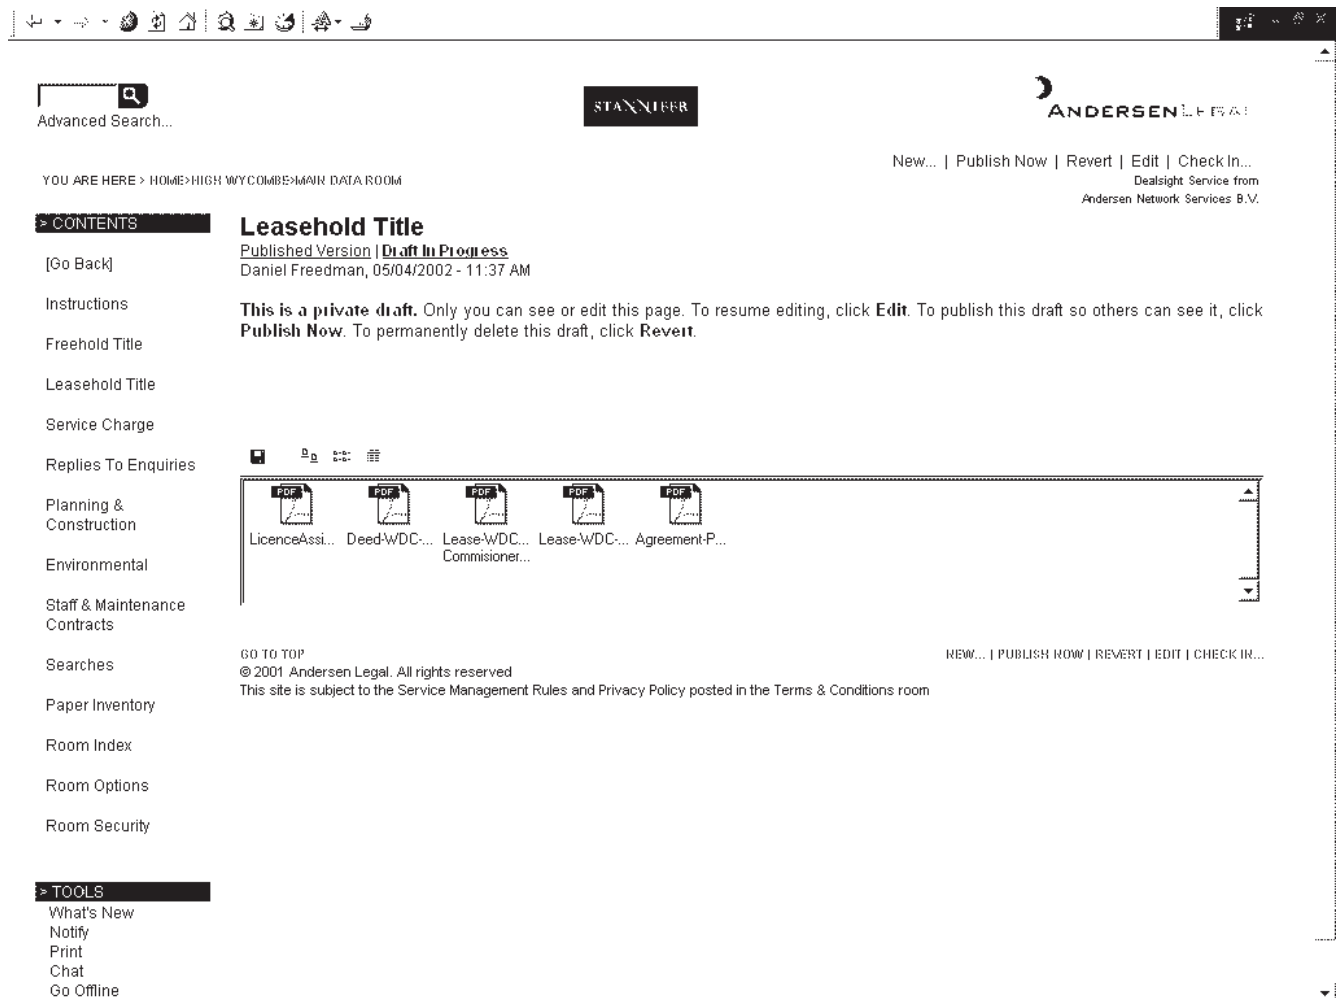 Advanced Search...
STANNIFER
ANDERSEN LEGAL
New... | Publish Now | Revert | Edit | Check In...
Dealsight Service from
Andersen Network Services B.V.
YOU ARE HERE > HOME>HIGH WYCOMBE>MAIN DATA ROOM
> CONTENTS
[Go Back]
Instructions
Freehold Title
Leasehold Title
Service Charge
Replies To Enquiries
Planning &
Construction
Environmental
Staff & Maintenance
Contracts
Searches
Paper Inventory
Room Index
Room Options
Room Security
> TOOLS
What's New
Notify
Print
Chat
Go Offline
Leasehold Title
Published Version | Draft In Progress
Daniel Freedman, 05/04/2002 - 11:37 AM
This is a private draft. Only you can see or edit this page. To resume editing, click Edit. To publish this draft so others can see it, click
Publish Now. To permanently delete this draft, click Revert.
PDF PDF PDF PDF PDF
LicenceAssi... Deed-WDC-... Lease-WDC... Lease-WDC-... Agreement-P...
Commisioner...
GO TO TOP
NEW... | PUBLISH NOW | REVERT | EDIT | CHECK IN...
© 2001 Andersen Legal. All rights reserved
This site is subject to the Service Management Rules and Privacy Policy posted in the Terms & Conditions room